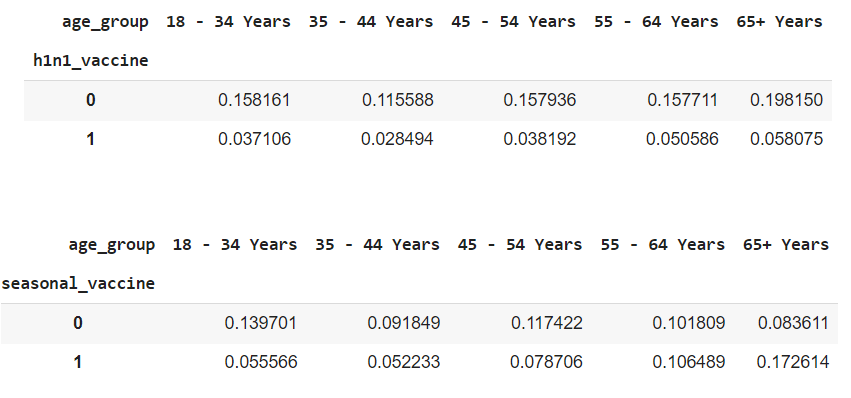 age_group 18 - 34 Years 35 - 44 Years 45 - 54 Years 55 - 64 Years 65+ Years
h1n1_vaccine
0 0.158161 0.115588 0.157936 0.157711 0.198150
1 0.037106 0.028494 0.038192 0.050586 0.058075
age_group 18 - 34 Years 35 - 44 Years 45 - 54 Years 55 - 64 Years 65+ Years
seasonal_vaccine
0 0.139701 0.091849 0.117422 0.101809 0.083611
1 0.055566 0.052233 0.078706 0.106489 0.172614